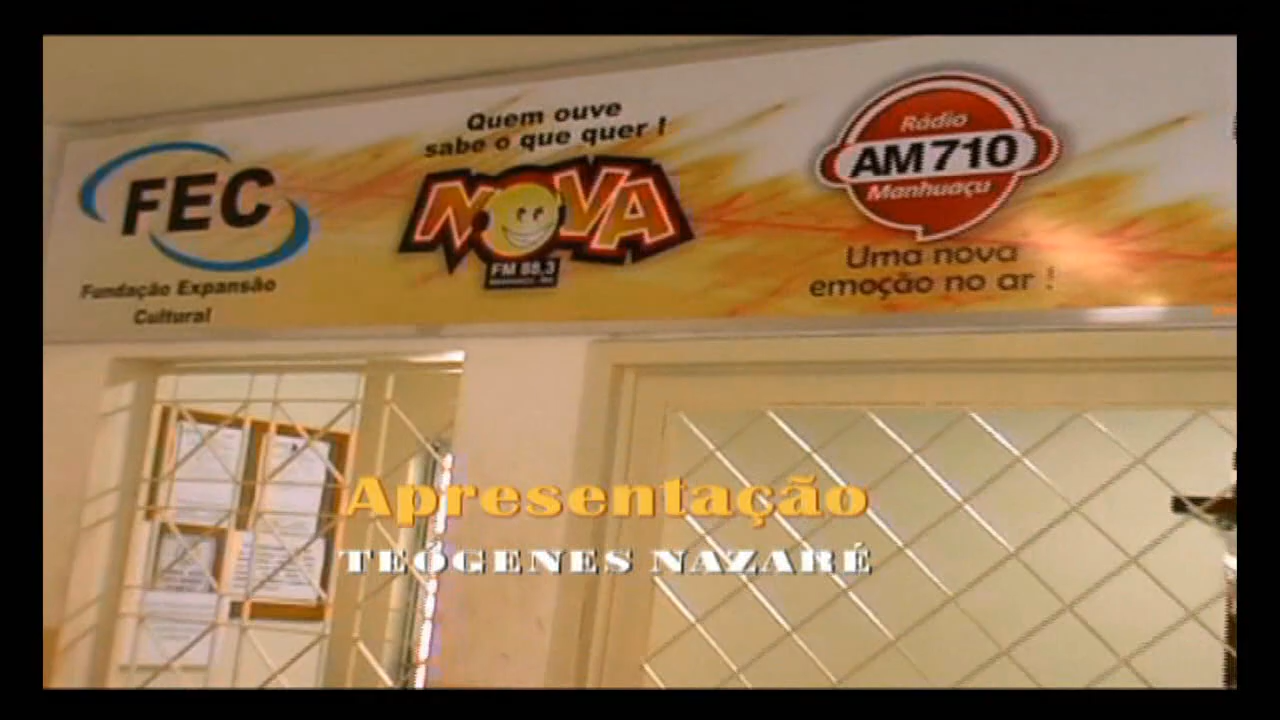 Quem ouve
sabe o que quer !
FEC
Fundação Expansão
Cultural
NOVA
FM 88,3
Rádio
AM 710
Manhuaçu
Uma nova
emoção no ar !
Apresentação
TEÓGENES NAZARÉ